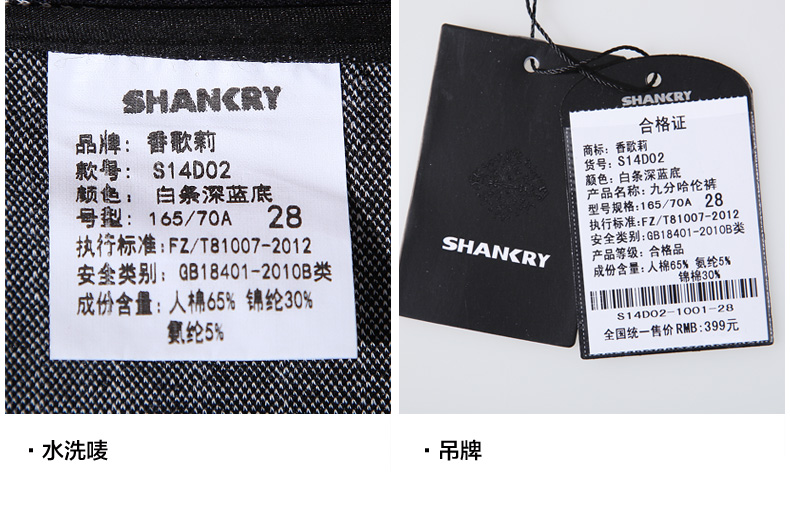 SHANCRY
品牌: 香歌莉
款号: S14D02
颜色: 白条深蓝底
号型: 165/70A 28
执行标准:FZ/T81007-2012
安全类别: GB18401-2010B类
成份含量:人棉65% 锦纶30%
氨纶5%
·水洗唛
SHANCRY
SHANCRY
合格证
商标: 香歌莉
货号: S14D02
颜色: 白条深蓝底
产品名称: 九分哈伦裤
型号规格:165/70A 28
执行标准:FZ/T81007-2012
安全类别:GB18401-2010B类
产品等级: 合格品
成份含量:人棉65% 氨纶5%
锦棉30%
S14D02-1001-28
全国统一售价RMB:399元
·吊牌